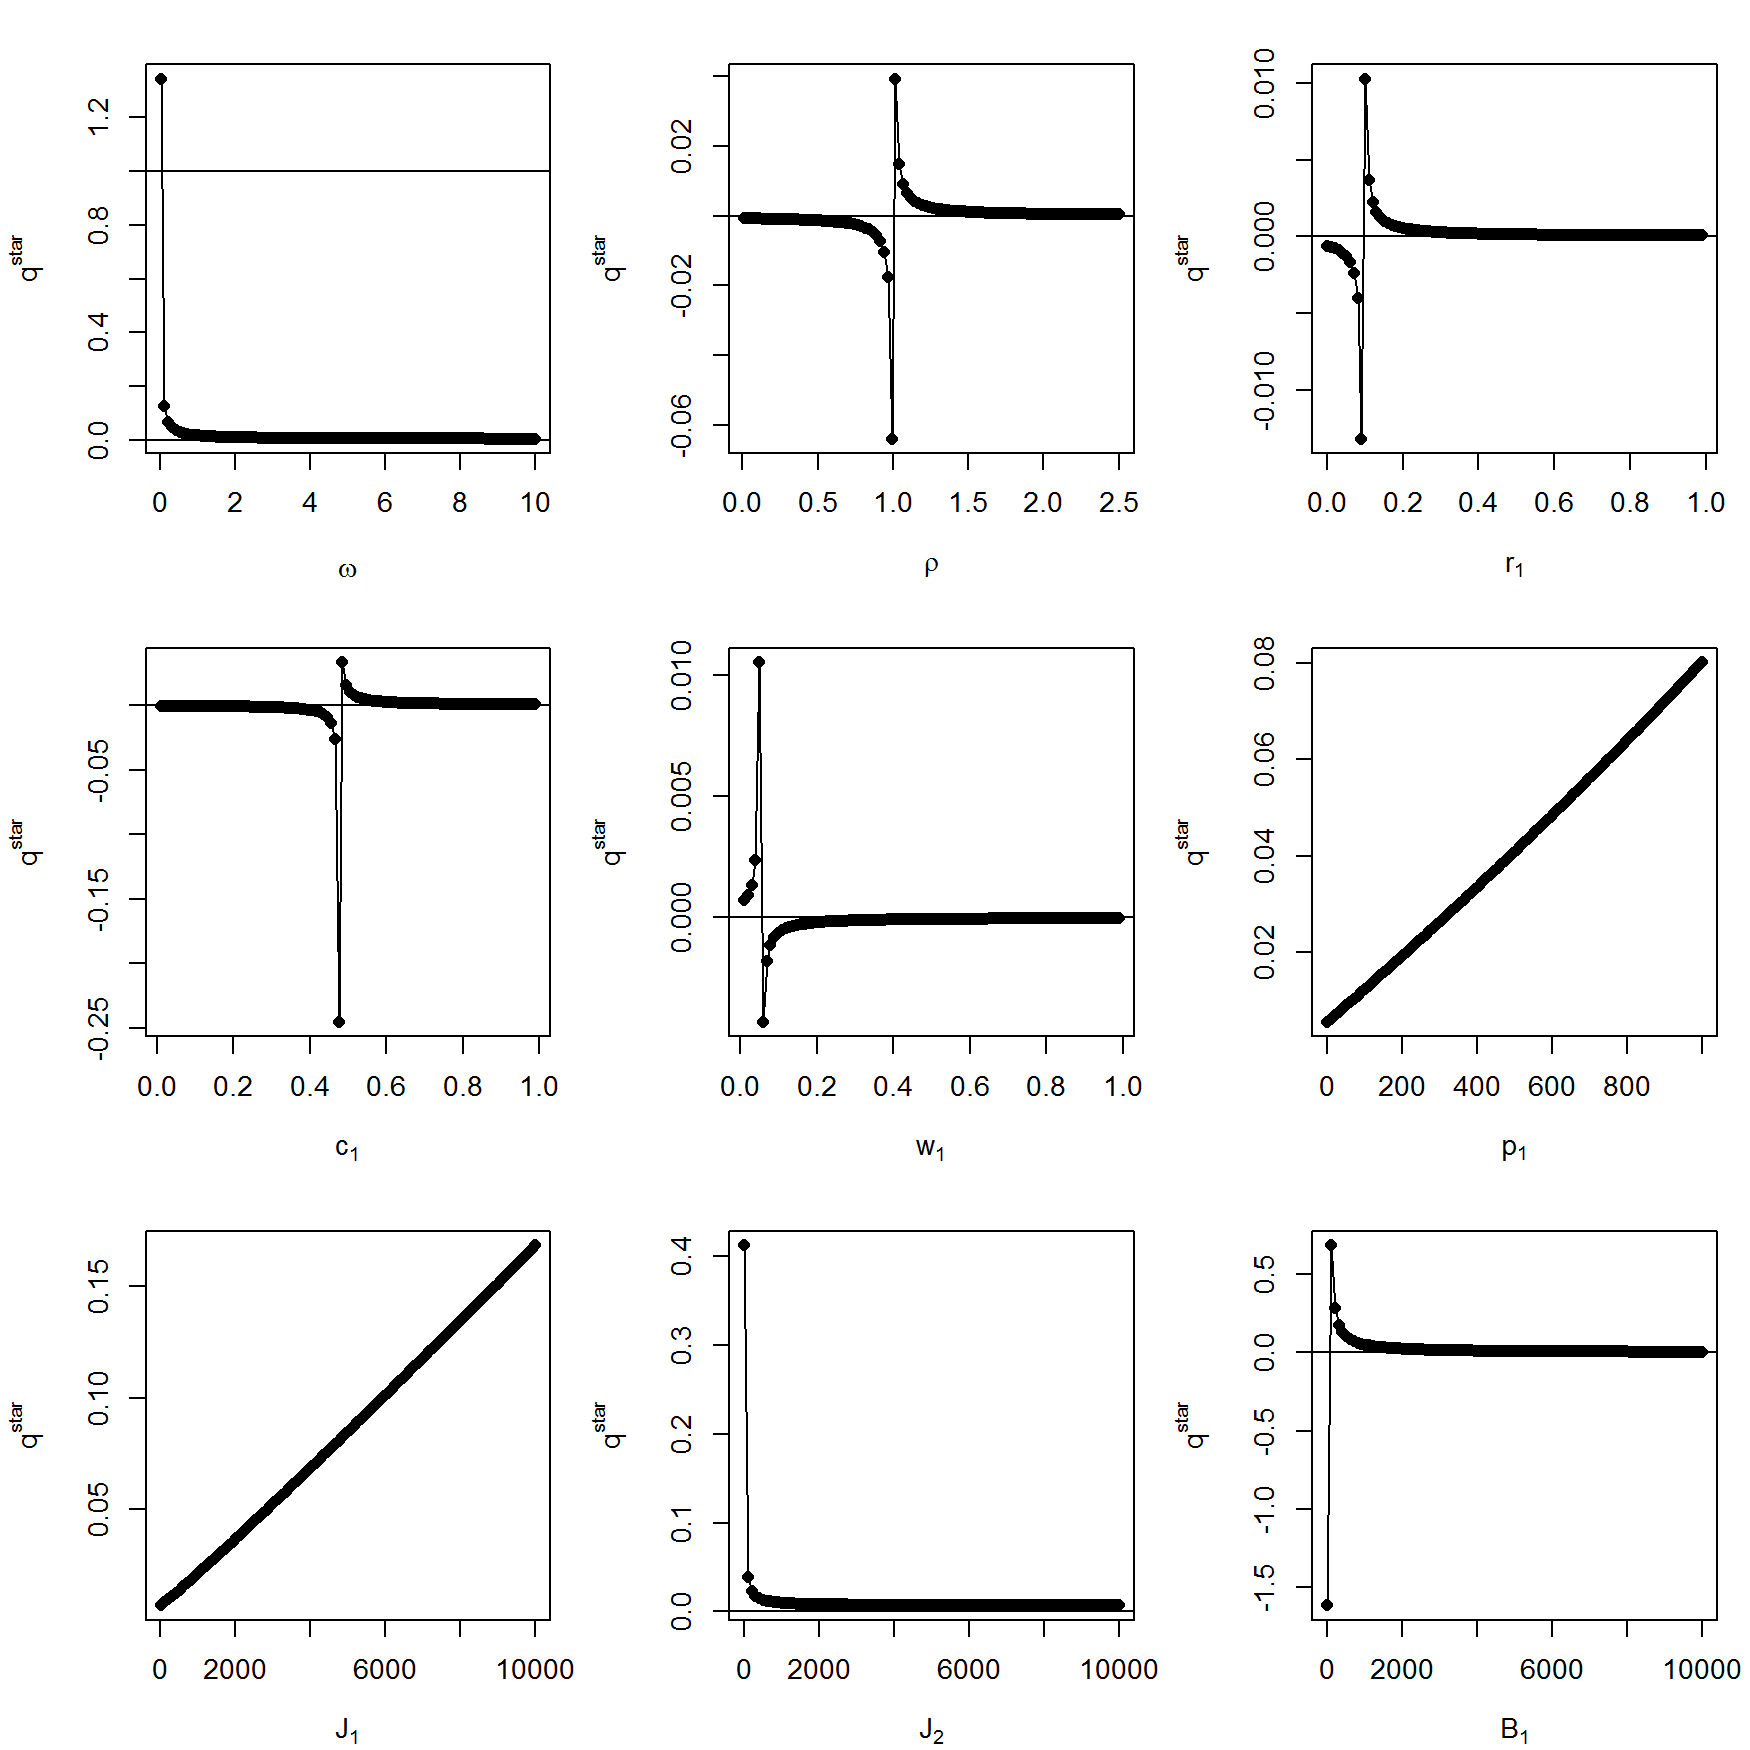 q^star
0.0 0.4 0.8 1.2
0 2 4 6 8 10
ω
q^star
-0.06 -0.02 0.02
0.0 0.5 1.0 1.5 2.0 2.5
ρ
q^star
-0.010 0.000 0.010
0.0 0.2 0.4 0.6 0.8 1.0
r₁
q^star
-0.25 -0.15 -0.05
0.0 0.2 0.4 0.6 0.8 1.0
c₁
q^star
0.000 0.005 0.010
0.0 0.2 0.4 0.6 0.8 1.0
w₁
q^star
0.02 0.04 0.06 0.08
0 200 400 600 800
p₁
q^star
0.05 0.10 0.15
0 2000 6000 10000
J₁
q^star
0.0 0.1 0.2 0.3 0.4
0 2000 6000 10000
J₂
q^star
-1.5 -1.0 -0.5 0.0 0.5
0 2000 6000 10000
B₁